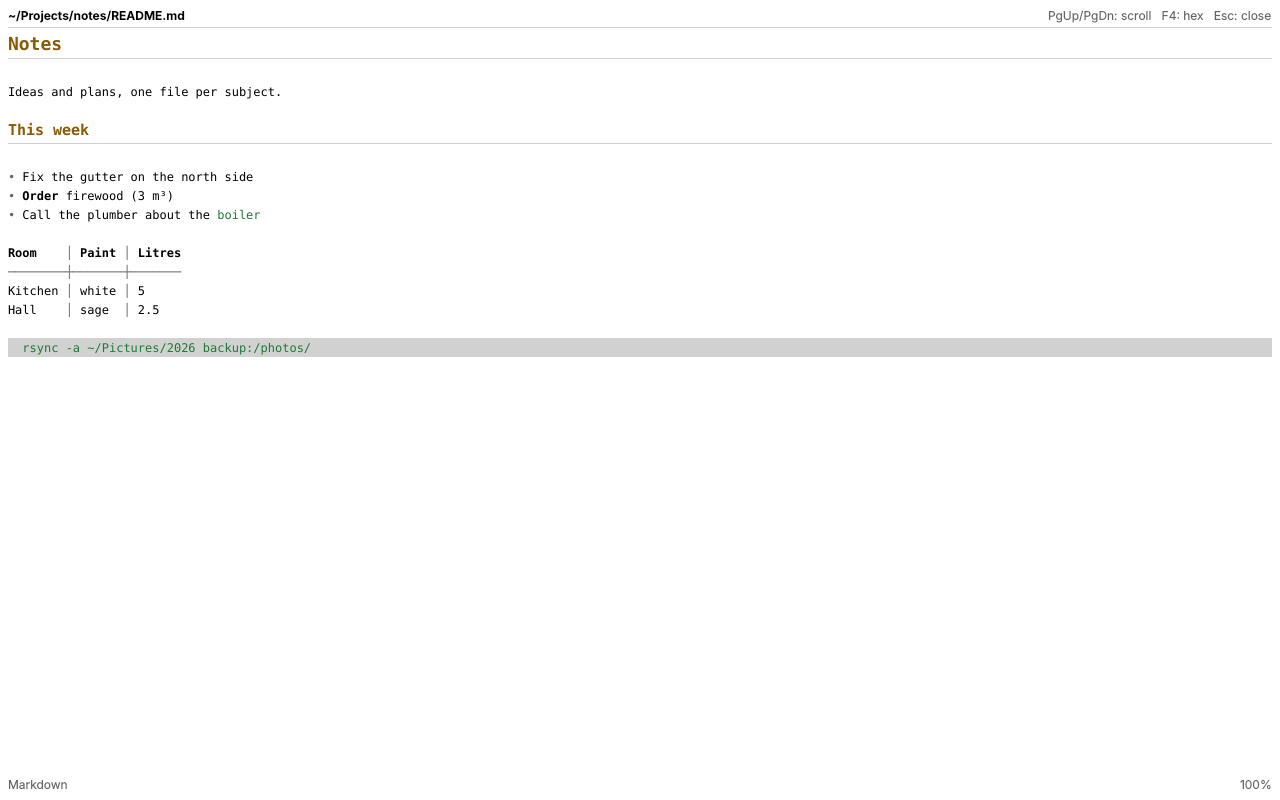 ~/Projects/notes/README.md PgUp/PgDn: scroll F4: hex Esc: close
Notes
Ideas and plans, one file per subject.
This week
• Fix the gutter on the north side
• Order firewood (3 m³)
• Call the plumber about the boiler
Room │ Paint │ Litres
Kitchen │ white │ 5
Hall │ sage │ 2.5
rsync -a ~/Pictures/2026 backup:/photos/
Markdown 100%